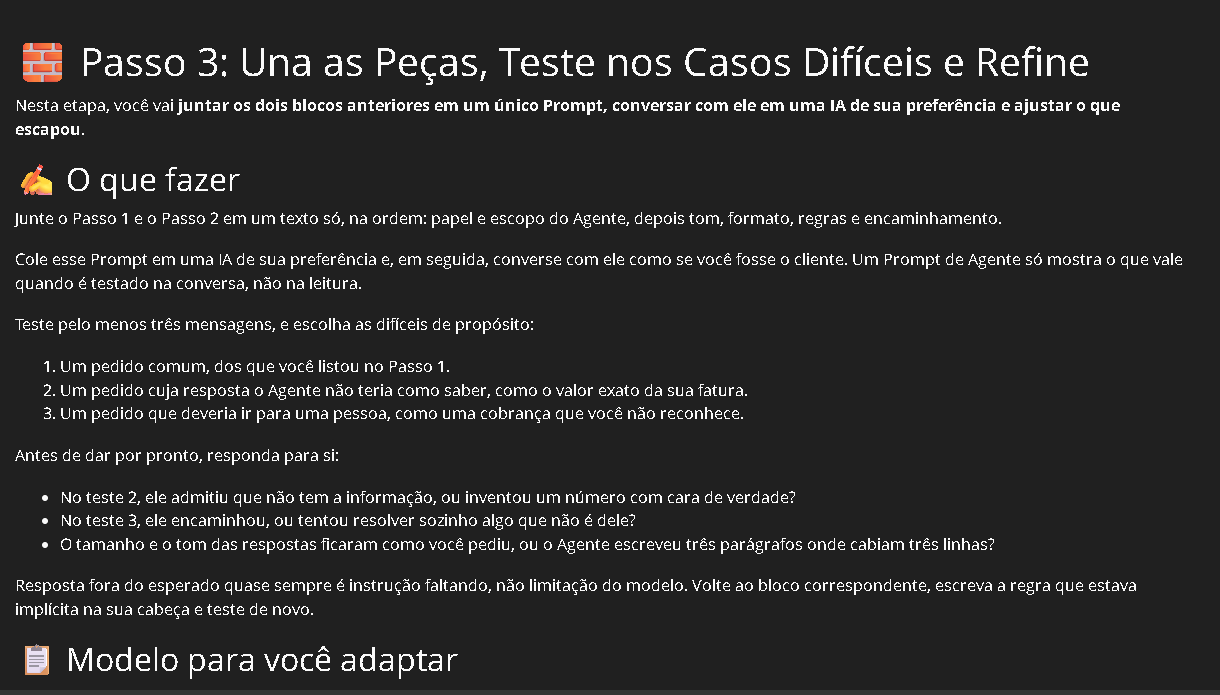 Passo 3: Una as Peças, Teste nos Casos Difíceis e Refine
Nesta etapa, você vai juntar os dois blocos anteriores em um único Prompt, conversar com ele em uma IA de sua preferência e ajustar o que
escapou.
O que fazer
Junte o Passo 1 e o Passo 2 em um texto só, na ordem: papel e escopo do Agente, depois tom, formato, regras e encaminhamento.
Cole esse Prompt em uma IA de sua preferência e, em seguida, converse com ele como se você fosse o cliente. Um Prompt de Agente só mostra o que vale
quando é testado na conversa, não na leitura.
Teste pelo menos três mensagens, e escolha as difíceis de propósito:
1. Um pedido comum, dos que você listou no Passo 1.
2. Um pedido cuja resposta o Agente não teria como saber, como o valor exato da sua fatura.
3. Um pedido que deveria ir para uma pessoa, como uma cobrança que você não reconhece.
Antes de dar por pronto, responda para si:
• No teste 2, ele admitiu que não tem a informação, ou inventou um número com cara de verdade?
• No teste 3, ele encaminhou, ou tentou resolver sozinho algo que não é dele?
• O tamanho e o tom das respostas ficaram como você pediu, ou o Agente escreveu três parágrafos onde cabiam três linhas?
Resposta fora do esperado quase sempre é instrução faltando, não limitação do modelo. Volte ao bloco correspondente, escreva a regra que estava
implícita na sua cabeça e teste de novo.
Modelo para você adaptar